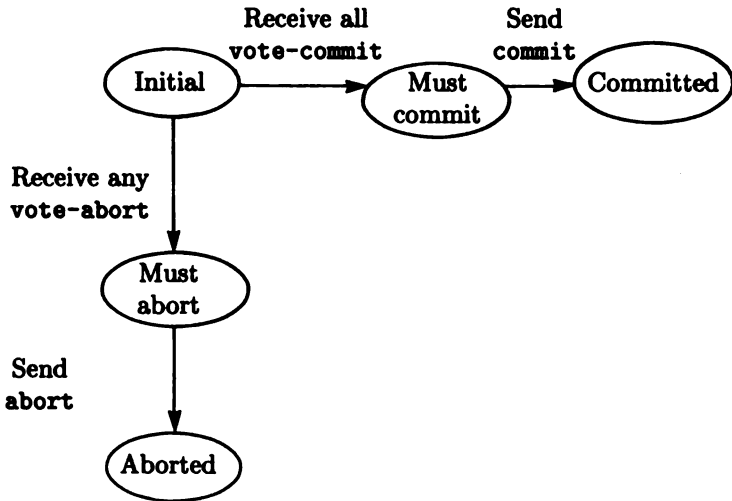 Receive all
vote-commit
Send
commit
Initial
Must
commit
Committed
Receive any
vote-abort
Must
abort
Send
abort
Aborted